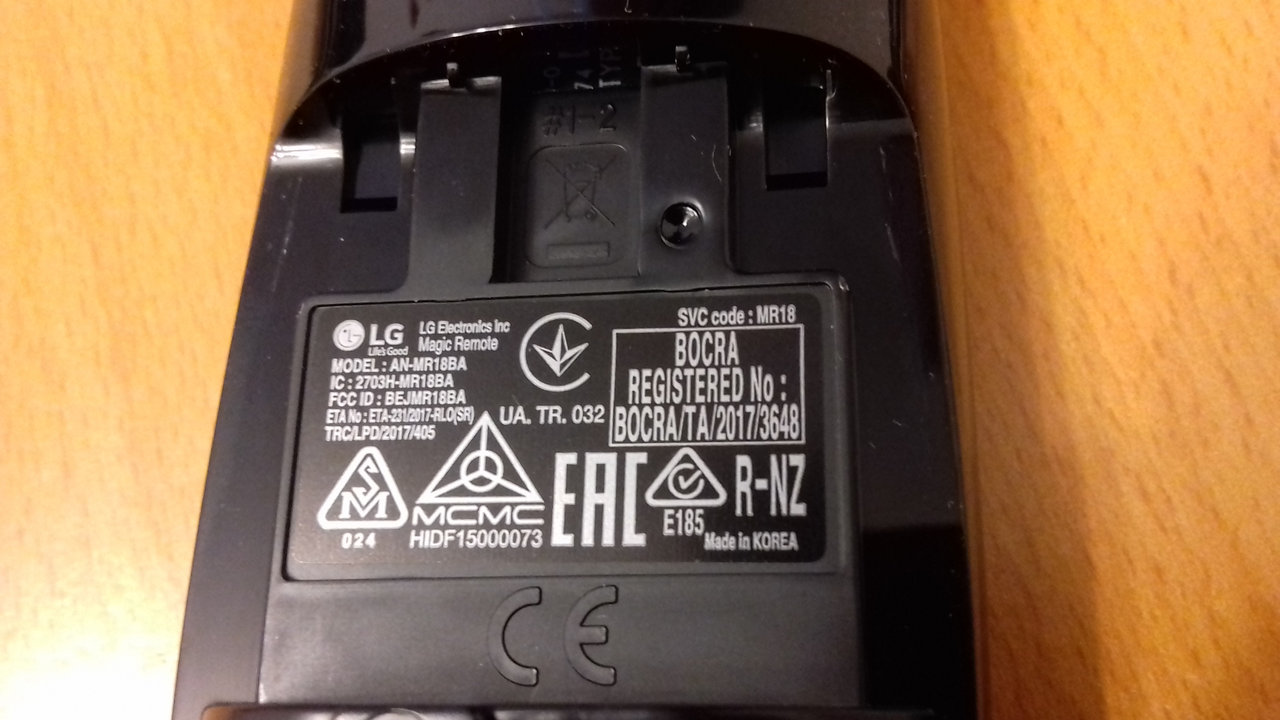 #1-2
LG
Life's Good
LG Electronics Inc
Magic Remote
MODEL : AN-MR18BA
IC : 2703H-MR18BA
FCC ID : BEJMR18BA
ETA No : ETA-231/2017-RLO(SR)
TRC/LPD/2017/405
UA. TR. 032
SVC code : MR18
BOCRA
REGISTERED No :
BOCRA/TA/2017/3648
SM
024
MCMC
HIDF15000073
EAC
E185
R-NZ
Made in KOREA
CE